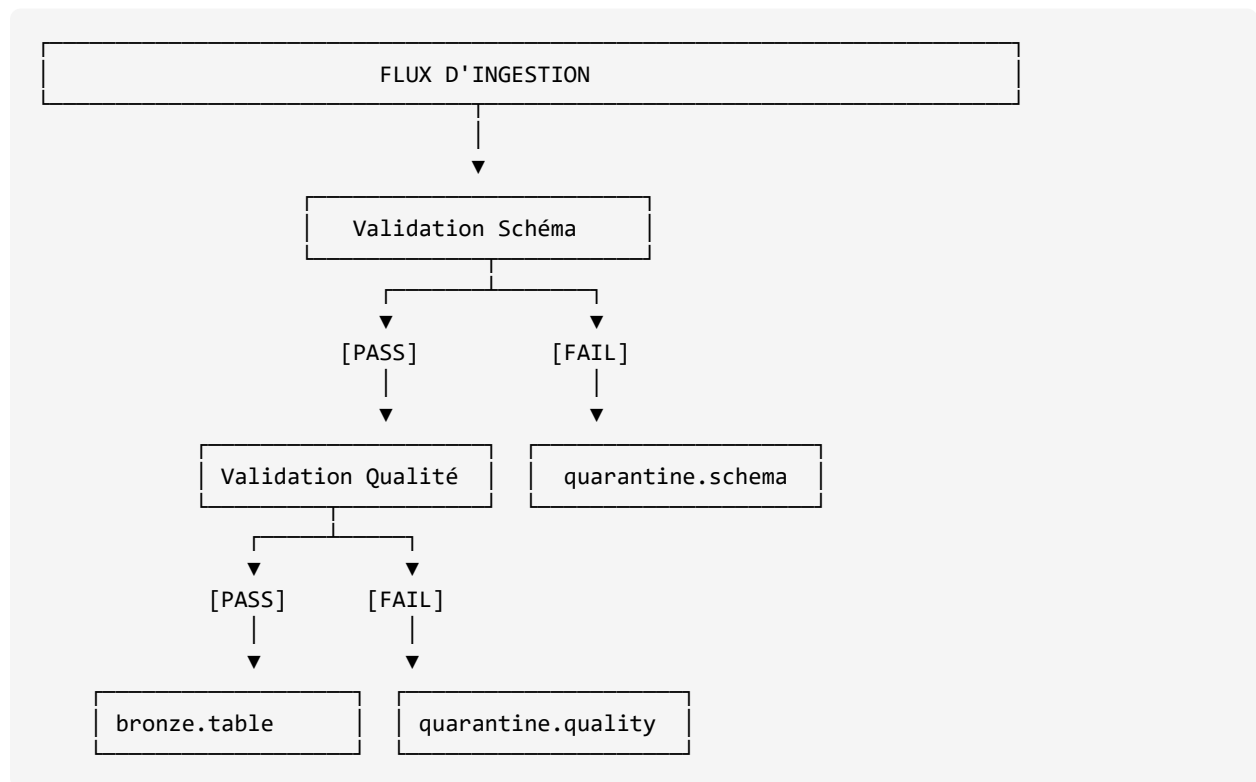 FLUX D'INGESTION
Validation Schéma
[PASS] [FAIL]
Validation Qualité quarantine.schema
[PASS] [FAIL]
bronze.table quarantine.quality